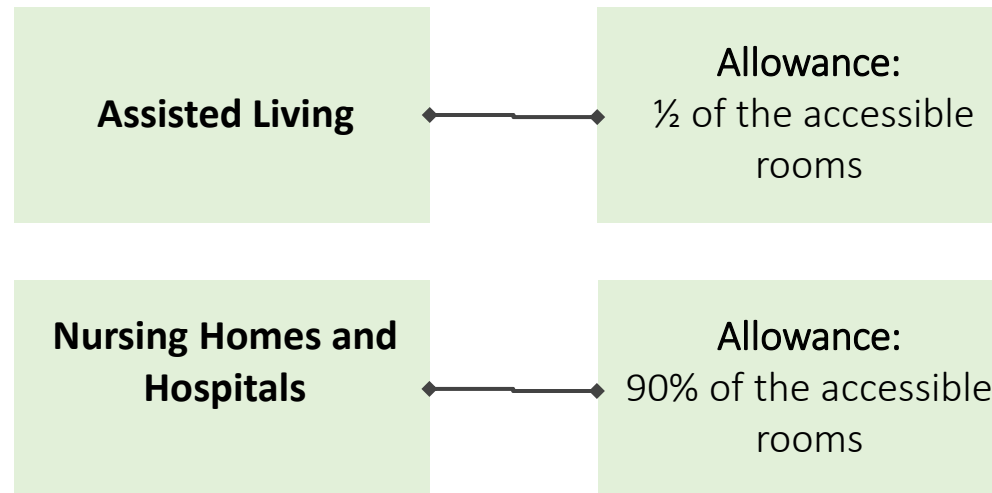 Assisted Living
Allowance:
½ of the accessible
rooms
Nursing Homes and
Hospitals
Allowance:
90% of the accessible
rooms